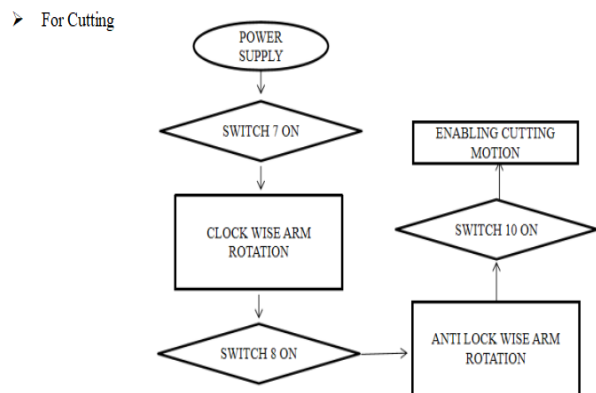 ➤ For Cutting
POWER
SUPPLY
SWITCH 7 ON
CLOCK WISE ARM
ROTATION
SWITCH 8 ON
ANTI LOCK WISE ARM
ROTATION
SWITCH 10 ON
ENABLING CUTTING
MOTION